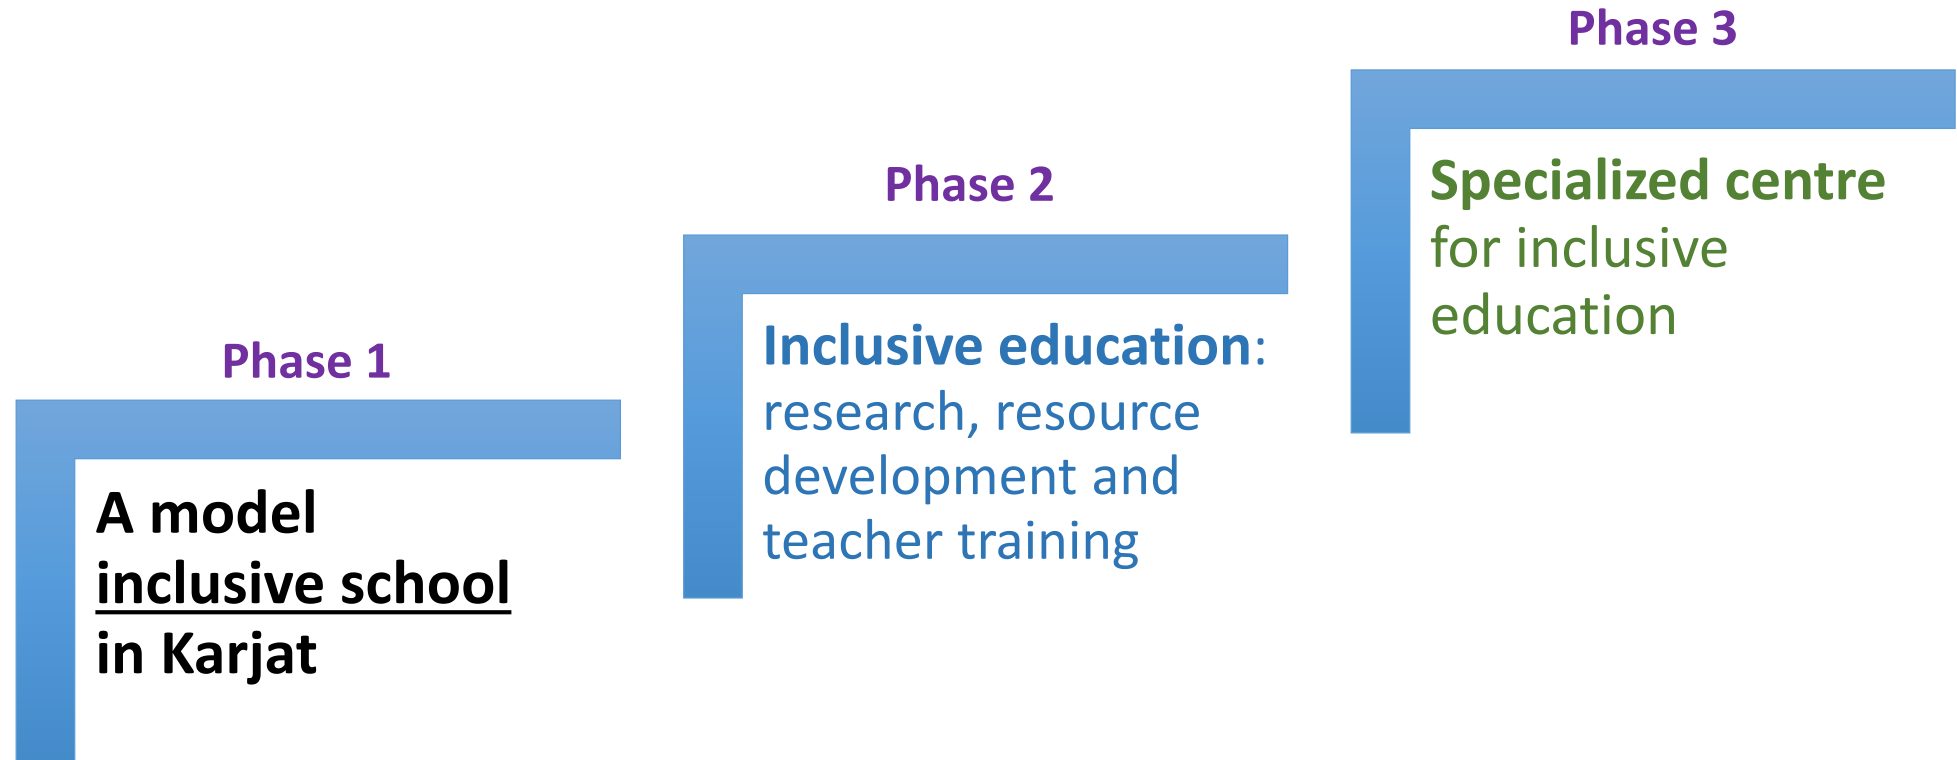 Phase 1
A model
inclusive school
in Karjat
Phase 2
Inclusive education:
research, resource
development and
teacher training
Phase 3
Specialized centre
for inclusive
education